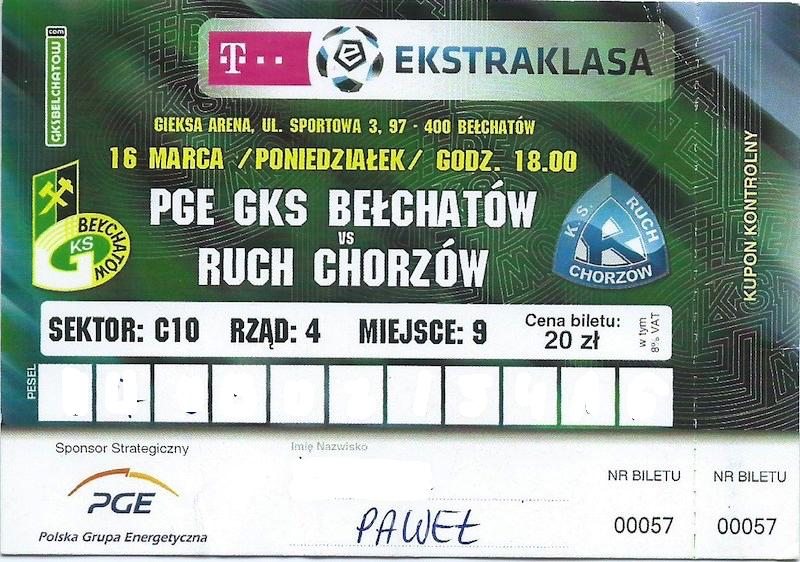 GKSBELCHATOW.com
T··
EKSTRAKLASA
GIEKSA ARENA, UL. SPORTOWA 3, 97 - 400 BEŁCHATÓW
16 MARCA /PONIEDZIAŁEK/ GODZ. 18.00
PGE GKS BEŁCHATÓW
VS
RUCH CHORZÓW
BEŁCHATÓW
GKS
K.S. RUCH
CHORZÓW
SEKTOR: C10 RZĄD: 4 MIEJSCE: 9
Cena biletu:
20 zł
w tym
8% VAT
PESEL
KUPON KONTROLNY
Sponsor Strategiczny
PGE
Polska Grupa Energetyczna
Imię Nazwisko
PAWEŁ
NR BILETU
00057
NR BILETU
00057